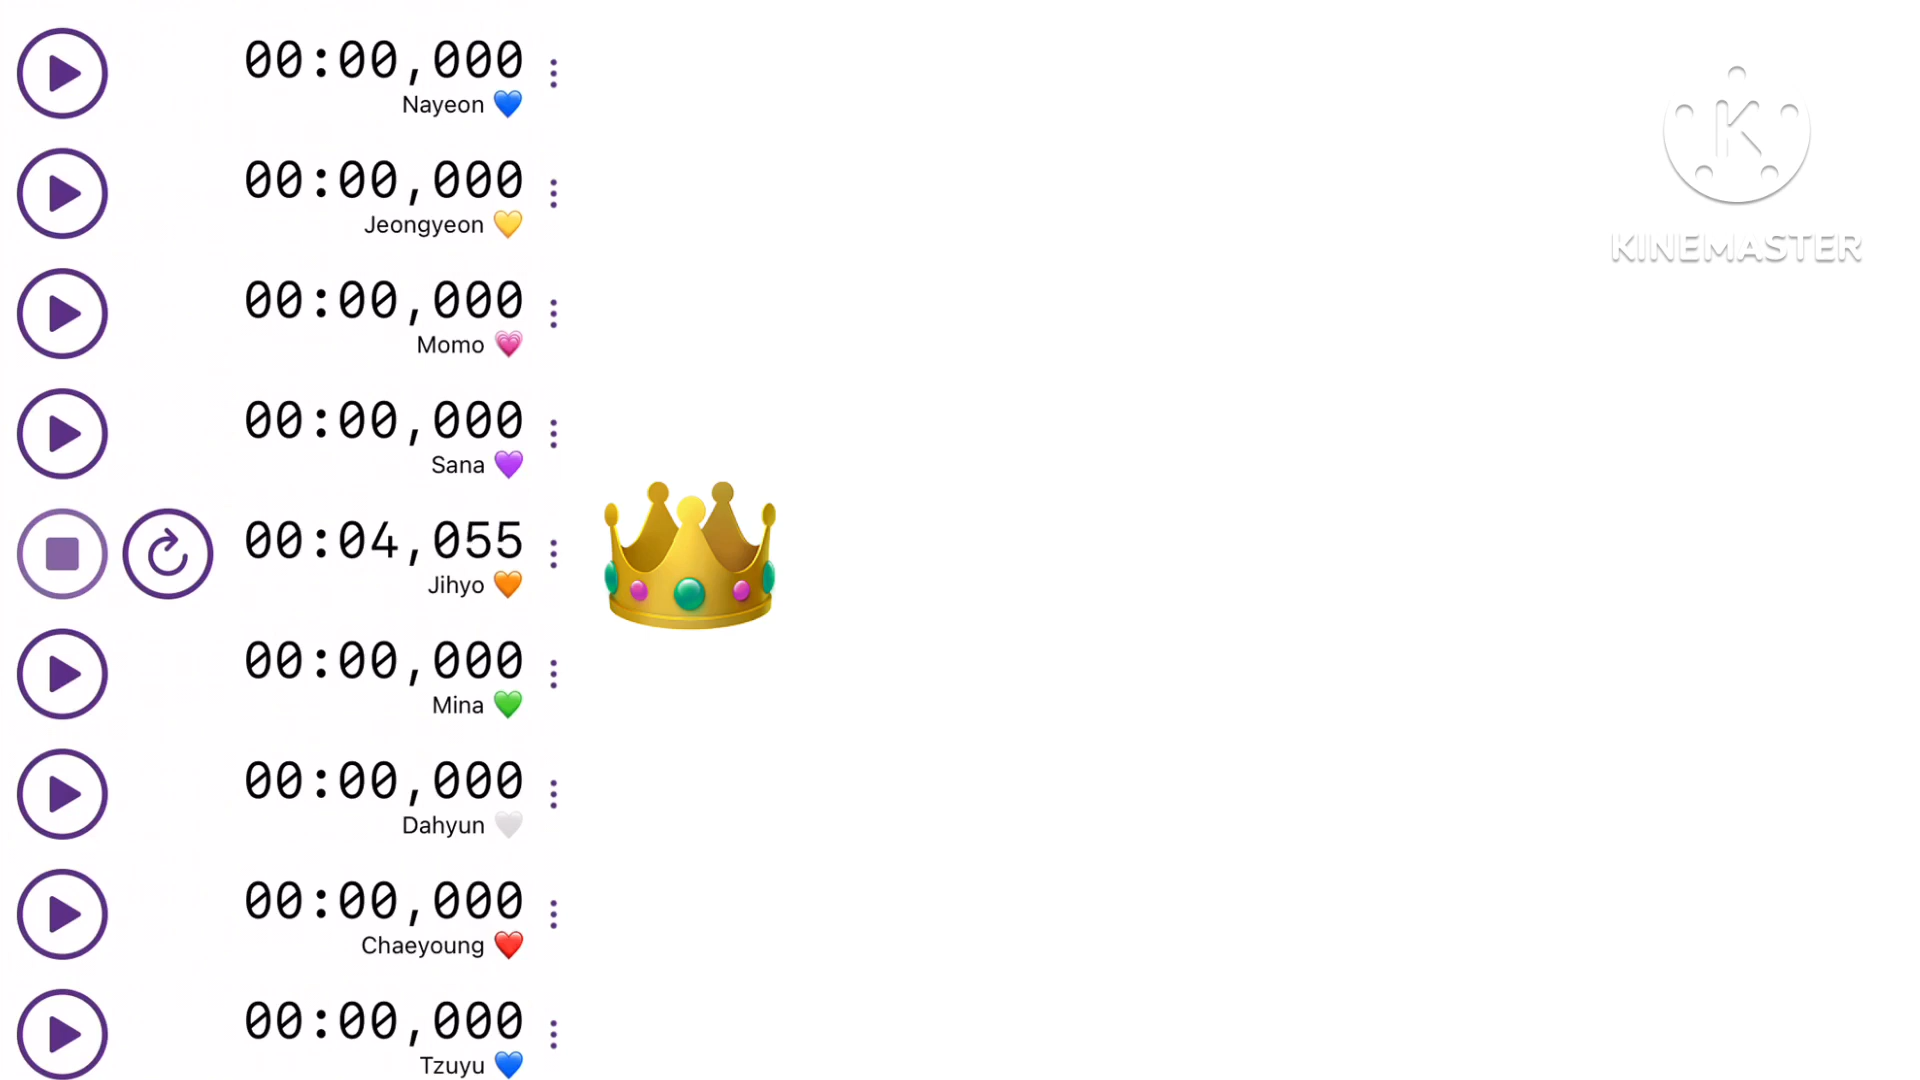 00:00,000
Nayeon 💙
00:00,000
Jeongyeon 💛
00:00,000
Momo 💗
00:00,000
Sana 💜
00:04,055
Jihyo 🧡
00:00,000
Mina 💚
00:00,000
Dahyun 🤍
00:00,000
Chaeyoung ❤️
00:00,000
Tzuyu 💙
K
KINEMASTER